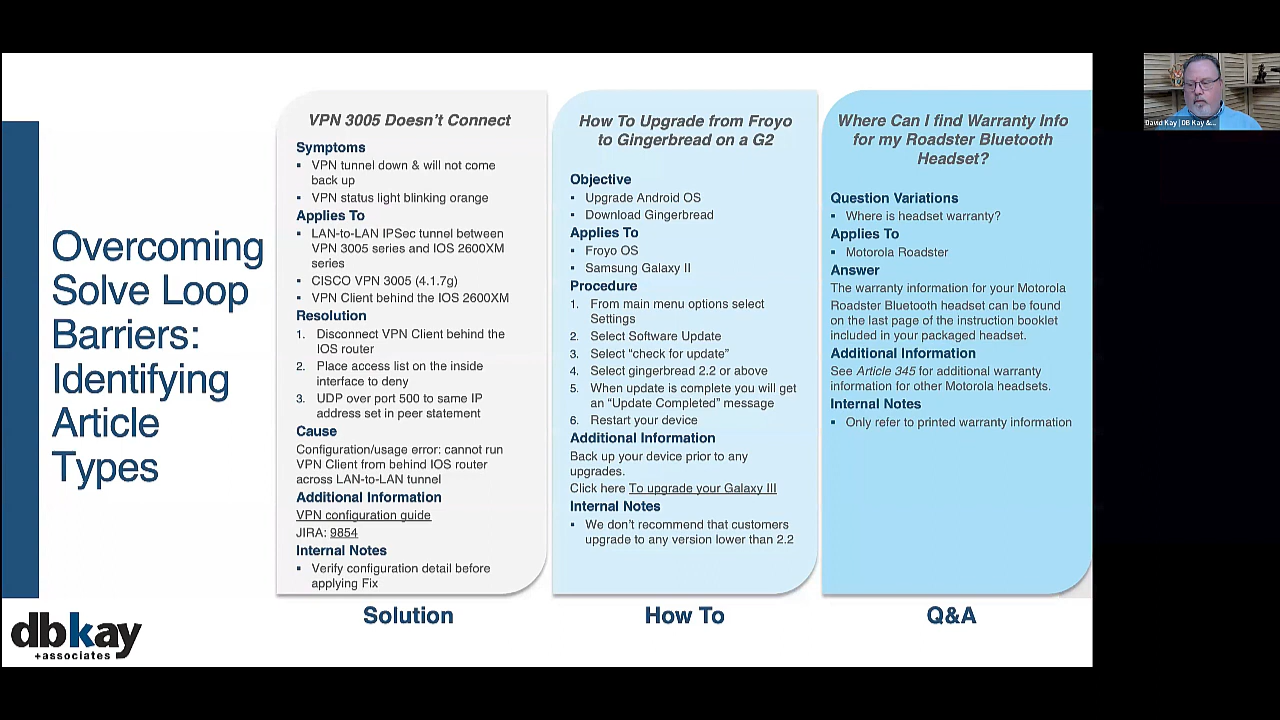 Overcoming
Solve Loop
Barriers:
Identifying
Article
Types
VPN 3005 Doesn't Connect
Symptoms
▪ VPN tunnel down & will not come
back up
▪ VPN status light blinking orange
Applies To
▪ LAN-to-LAN IPSec tunnel between
VPN 3005 series and IOS 2600XM
series
▪ CISCO VPN 3005 (4.1.7g)
▪ VPN Client behind the IOS 2600XM
Resolution
1. Disconnect VPN Client behind the
IOS router
2. Place access list on the inside
interface to deny
3. UDP over port 500 to same IP
address set in peer statement
Cause
Configuration/usage error: cannot run
VPN Client from behind IOS router
across LAN-to-LAN tunnel
Additional Information
VPN configuration guide
JIRA: 9854
Internal Notes
▪ Verify configuration detail before
applying Fix
Solution
How To Upgrade from Froyo
to Gingerbread on a G2
Objective
▪ Upgrade Android OS
▪ Download Gingerbread
Applies To
▪ Froyo OS
▪ Samsung Galaxy II
Procedure
1. From main menu options select
Settings
2. Select Software Update
3. Select “check for update”
4. Select gingerbread 2.2 or above
5. When update is complete you will get
an “Update Completed” message
6. Restart your device
Additional Information
Back up your device prior to any
upgrades.
Click here To upgrade your Galaxy III
Internal Notes
▪ We don't recommend that customers
upgrade to any version lower than 2.2
How To
Where Can I find Warranty Info
for my Roadster Bluetooth
Headset?
Question Variations
▪ Where is headset warranty?
Applies To
▪ Motorola Roadster
Answer
The warranty information for your Motorola
Roadster Bluetooth headset can be found
on the last page of the instruction booklet
included in your packaged headset.
Additional Information
See Article 345 for additional warranty
information for other Motorola headsets.
Internal Notes
▪ Only refer to printed warranty information
Q&A
dbkay
+associates
David Kay | DB Kay &...